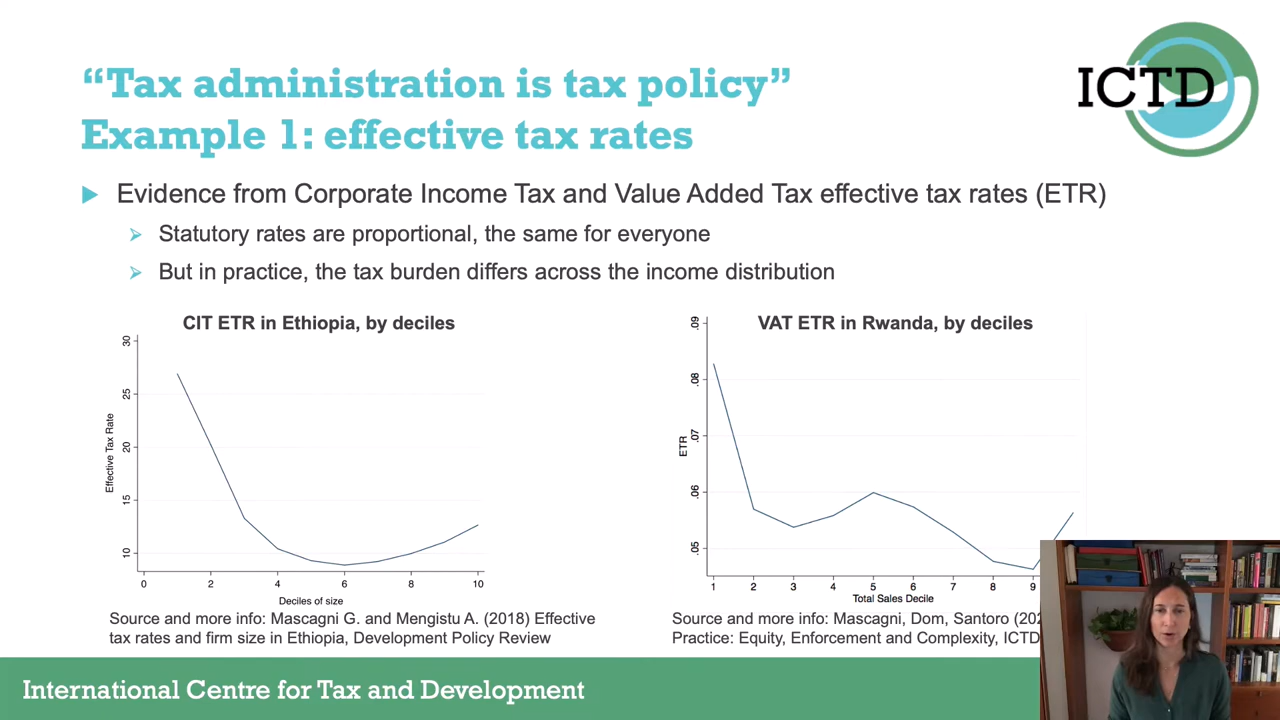 “Tax administration is tax policy”
Example 1: effective tax rates
ICTD
Evidence from Corporate Income Tax and Value Added Tax effective tax rates (ETR)
Statutory rates are proportional, the same for everyone
But in practice, the tax burden differs across the income distribution
CIT ETR in Ethiopia, by deciles
30
25
20
15
10
Effective Tax Rate
0 2 4 6 8 10
Deciles of size
Source and more info: Mascagni G. and Mengistu A. (2018) Effective
tax rates and firm size in Ethiopia, Development Policy Review
VAT ETR in Rwanda, by deciles
.09
.08
.07
.06
.05
ETR
1 2 3 4 5 6 7 8 9
Total Sales Decile
Source and more info: Mascagni, Dom, Santoro
Practice: Equity, Enforcement and Complexity, ICTD
International Centre for Tax and Development